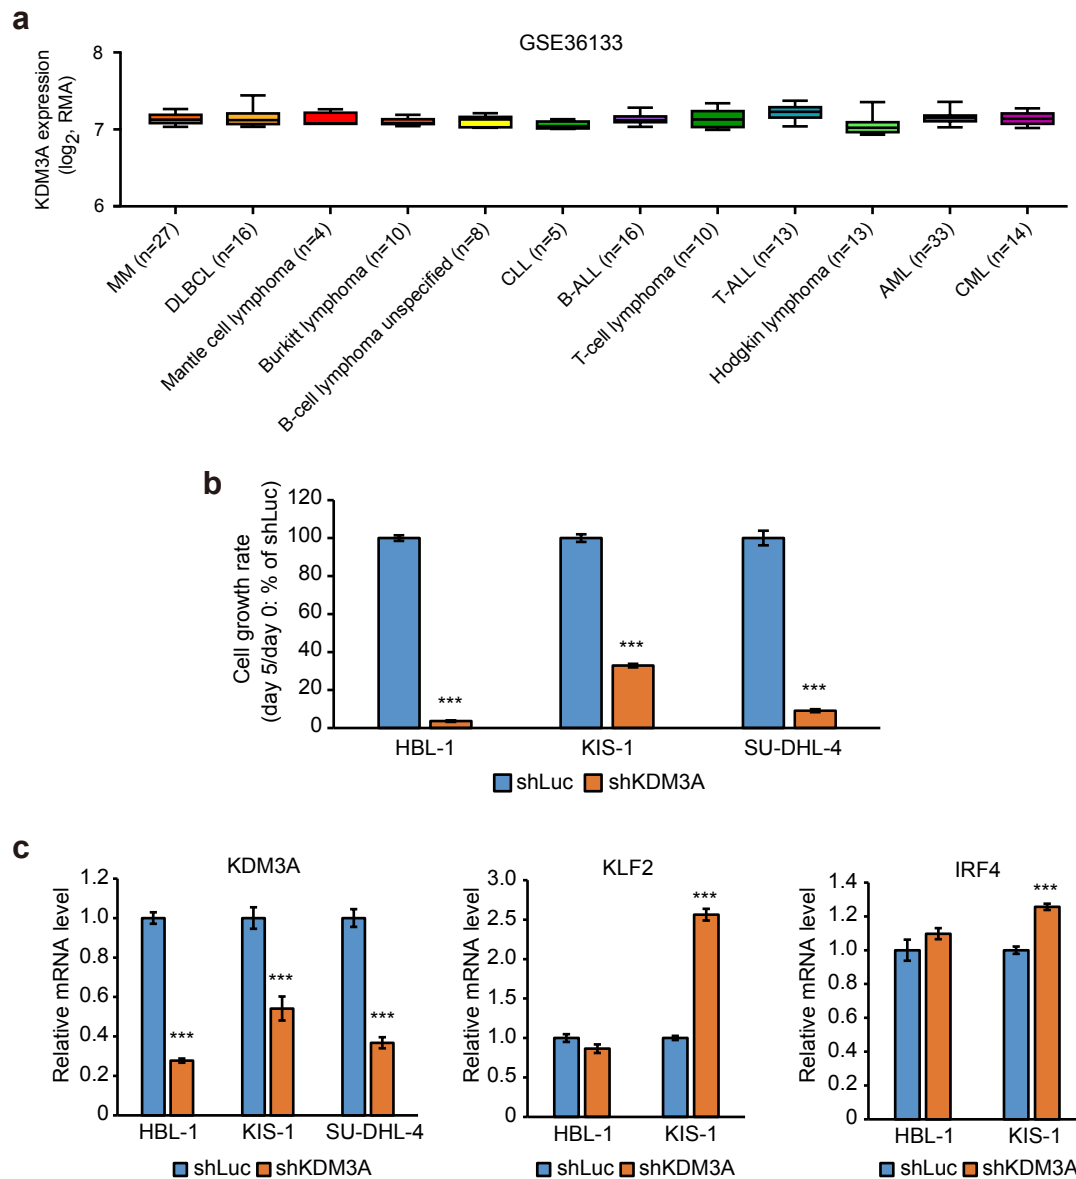 a
GSE36133
KDM3A expression
(log2, RMA)
8
7
6
MM (n=27)
DLBCL (n=16)
Mantle cell lymphoma (n=4)
Burkitt lymphoma (n=10)
B-cell lymphoma unspecified (n=8)
CLL (n=5)
B-ALL (n=16)
T-cell lymphoma (n=10)
T-ALL (n=13)
Hodgkin lymphoma (n=13)
AML (n=33)
CML (n=14)
b
Cell growth rate
(day 5/day 0: % of shLuc)
120
100
80
60
40
20
0
***
***
***
HBL-1 KIS-1 SU-DHL-4
shLuc shKDM3A
c
KDM3A
Relative mRNA level
1.2
1.0
0.8
0.6
0.4
0.2
0
***
***
***
HBL-1 KIS-1 SU-DHL-4
shLuc shKDM3A
KLF2
Relative mRNA level
3.0
2.5
2.0
1.5
1.0
0.5
0
***
HBL-1 KIS-1
shLuc shKDM3A
IRF4
Relative mRNA level
1.4
1.2
1.0
0.8
0.6
0.4
0.2
0
***
HBL-1 KIS-1
shLuc shKDM3A